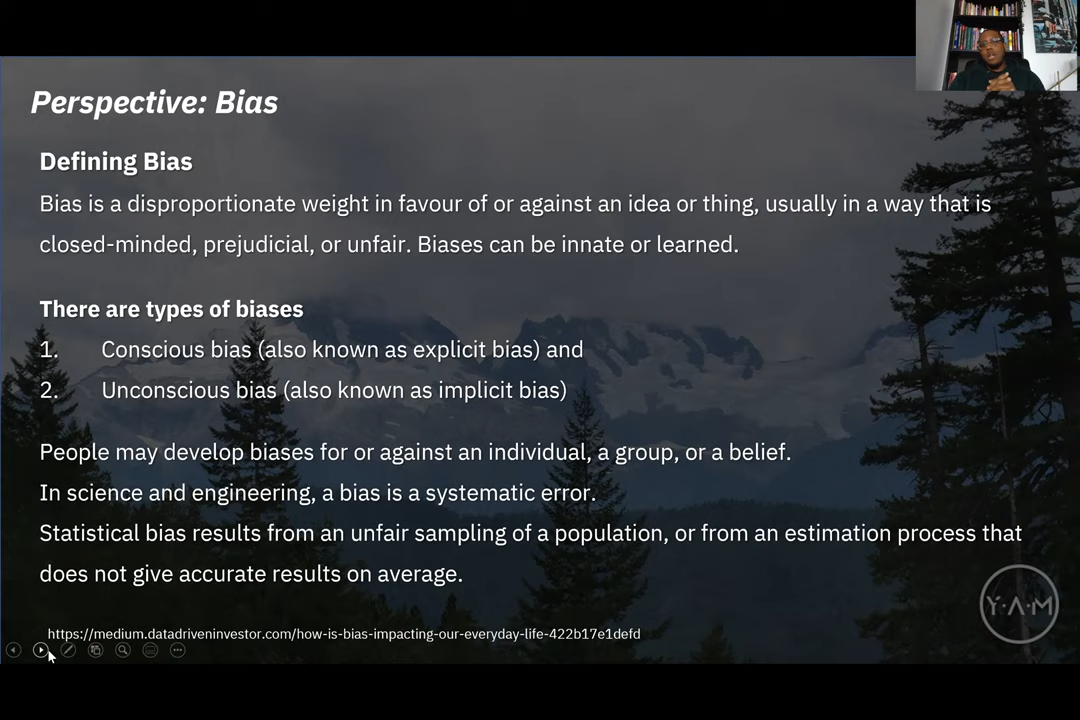 Perspective: Bias
Defining Bias
Bias is a disproportionate weight in favour of or against an idea or thing, usually in a way that is
closed-minded, prejudicial, or unfair. Biases can be innate or learned.
There are types of biases
1. Conscious bias (also known as explicit bias) and
2. Unconscious bias (also known as implicit bias)
People may develop biases for or against an individual, a group, or a belief.
In science and engineering, a bias is a systematic error.
Statistical bias results from an unfair sampling of a population, or from an estimation process that
does not give accurate results on average.
Y·A·M
https://medium.datadriveninvestor.com/how-is-bias-impacting-our-everyday-life-422b17e1defd